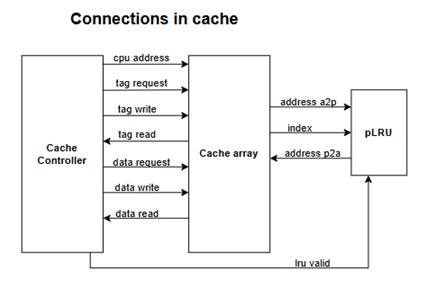 Connections in cache
cpu address
tag request
tag write
tag read
data request
data write
data read
Cache
Controller
Cache array
address a2p
index
address p2a
pLRU
lru valid